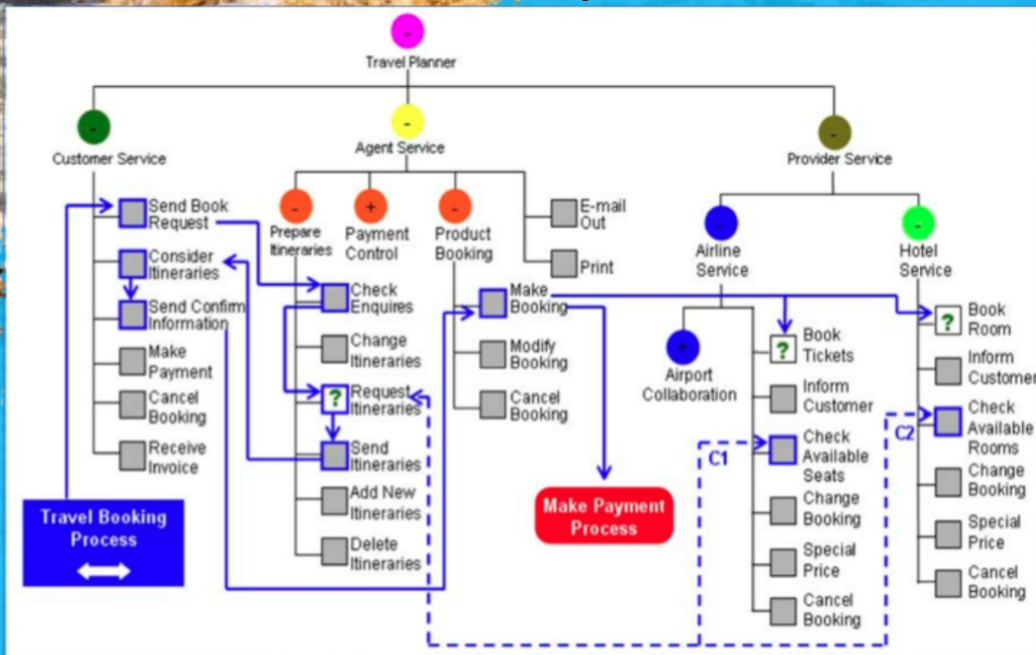 -
Travel Planner
-
Customer Service
-
Agent Service
-
Provider Service
Send Book
Request
Consider
Itineraries
Send Confirm
Information
Make
Payment
Cancel
Booking
Receive
Invoice
Travel Booking
Process
-
Prepare
Itineraries
+
Payment
Control
-
Product
Booking
E-mail
Out
Print
Check
Enquires
Change
Itineraries
?
Request
Itineraries
Send
Itineraries
Add New
Itineraries
Delete
Itineraries
Make
Booking
Modify
Booking
Cancel
Booking
Make Payment
Process
-
Airline
Service
+
Airport
Collaboration
?
Book
Tickets
Inform
Customer
C1
Check
Available
Seats
Change
Booking
Special
Price
Cancel
Booking
-
Hotel
Service
?
Book
Room
Inform
Customer
C2
Check
Available
Rooms
Change
Booking
Special
Price
Cancel
Booking